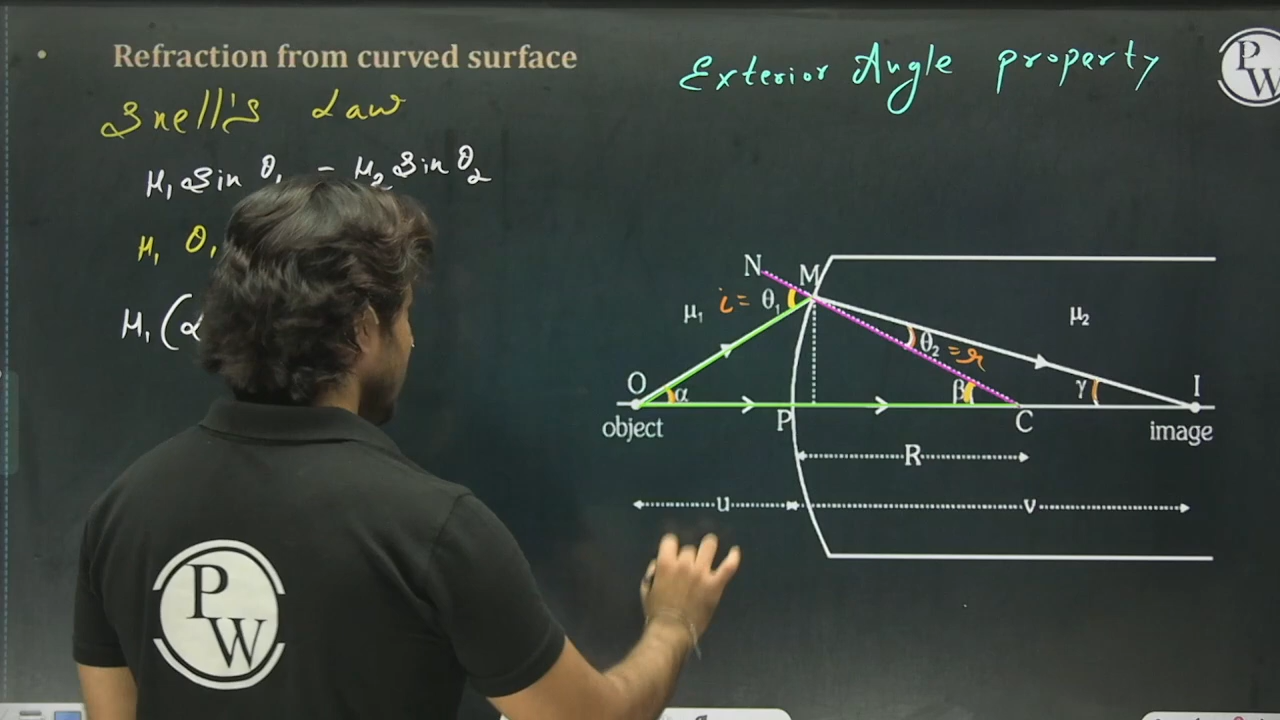 • Refraction from curved surface
Exterior Angle property
PW
Snell's Law
μ₁ Sin θ₁ = μ₂ Sin θ₂
μ₁ θ₁
μ₁ (α
N
M
μ₁
i = θ₁
μ₂
θ₂ = r
O
α
β
γ
I
object
P
C
image
R
u
v
PW